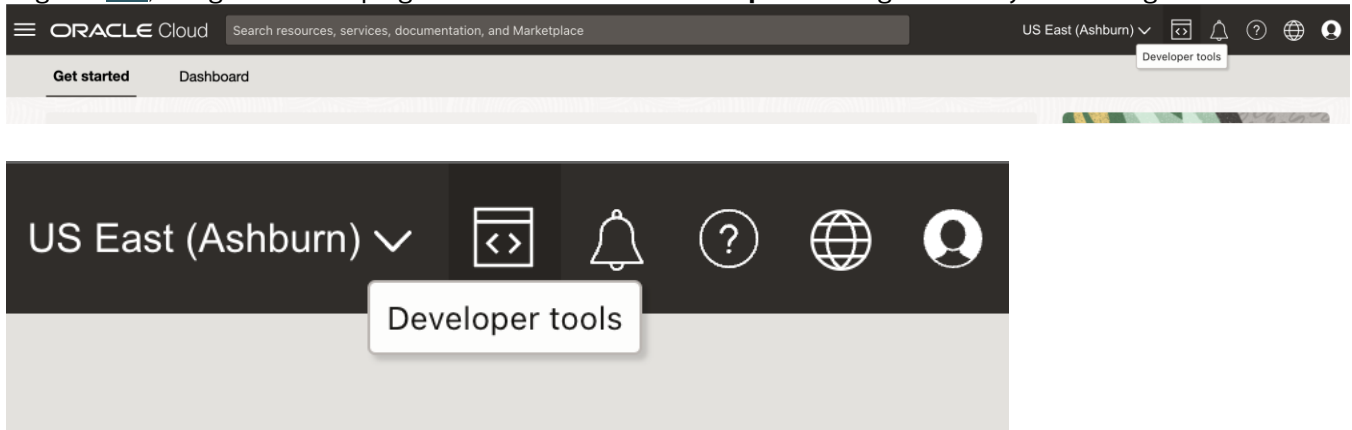 ORACLE Cloud
Search resources, services, documentation, and Marketplace
US East (Ashburn)
Developer tools
Get started
Dashboard
US East (Ashburn)
Developer tools